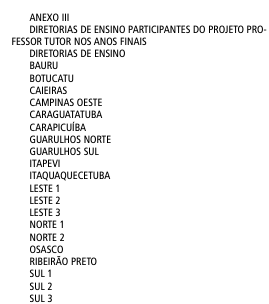 ANEXO III
DIRETORIAS DE ENSINO PARTICIPANTES DO PROJETO PRO-
FESSOR TUTOR NOS ANOS FINAIS
DIRETORIAS DE ENSINO
BAURU
BOTUCATU
CAIEIRAS
CAMPINAS OESTE
CARAGUATATUBA
CARAPICUÍBA
GUARULHOS NORTE
GUARULHOS SUL
ITAPEVI
ITAQUAQUECETUBA
LESTE 1
LESTE 2
LESTE 3
NORTE 1
NORTE 2
OSASCO
RIBEIRÃO PRETO
SUL 1
SUL 2
SUL 3